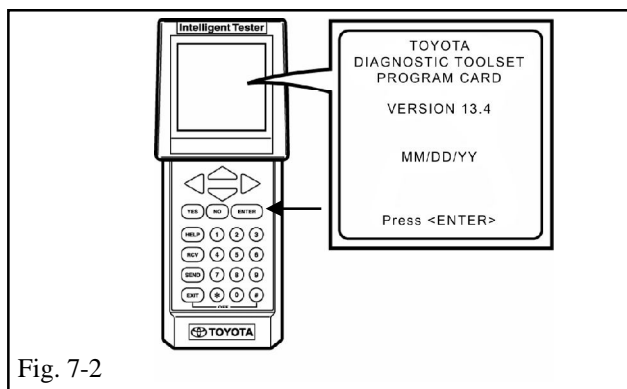 Intelligent Tester
TOYOTA
DIAGNOSTIC TOOLSET
PROGRAM CARD
VERSION 13.4
MM/DD/YY
Press <ENTER>
YES NO ENTER
HELP 1 2 3
RCV 4 5 6
SEND 7 8 9
EXIT * 0 #
TOYOTA
Fig. 7-2